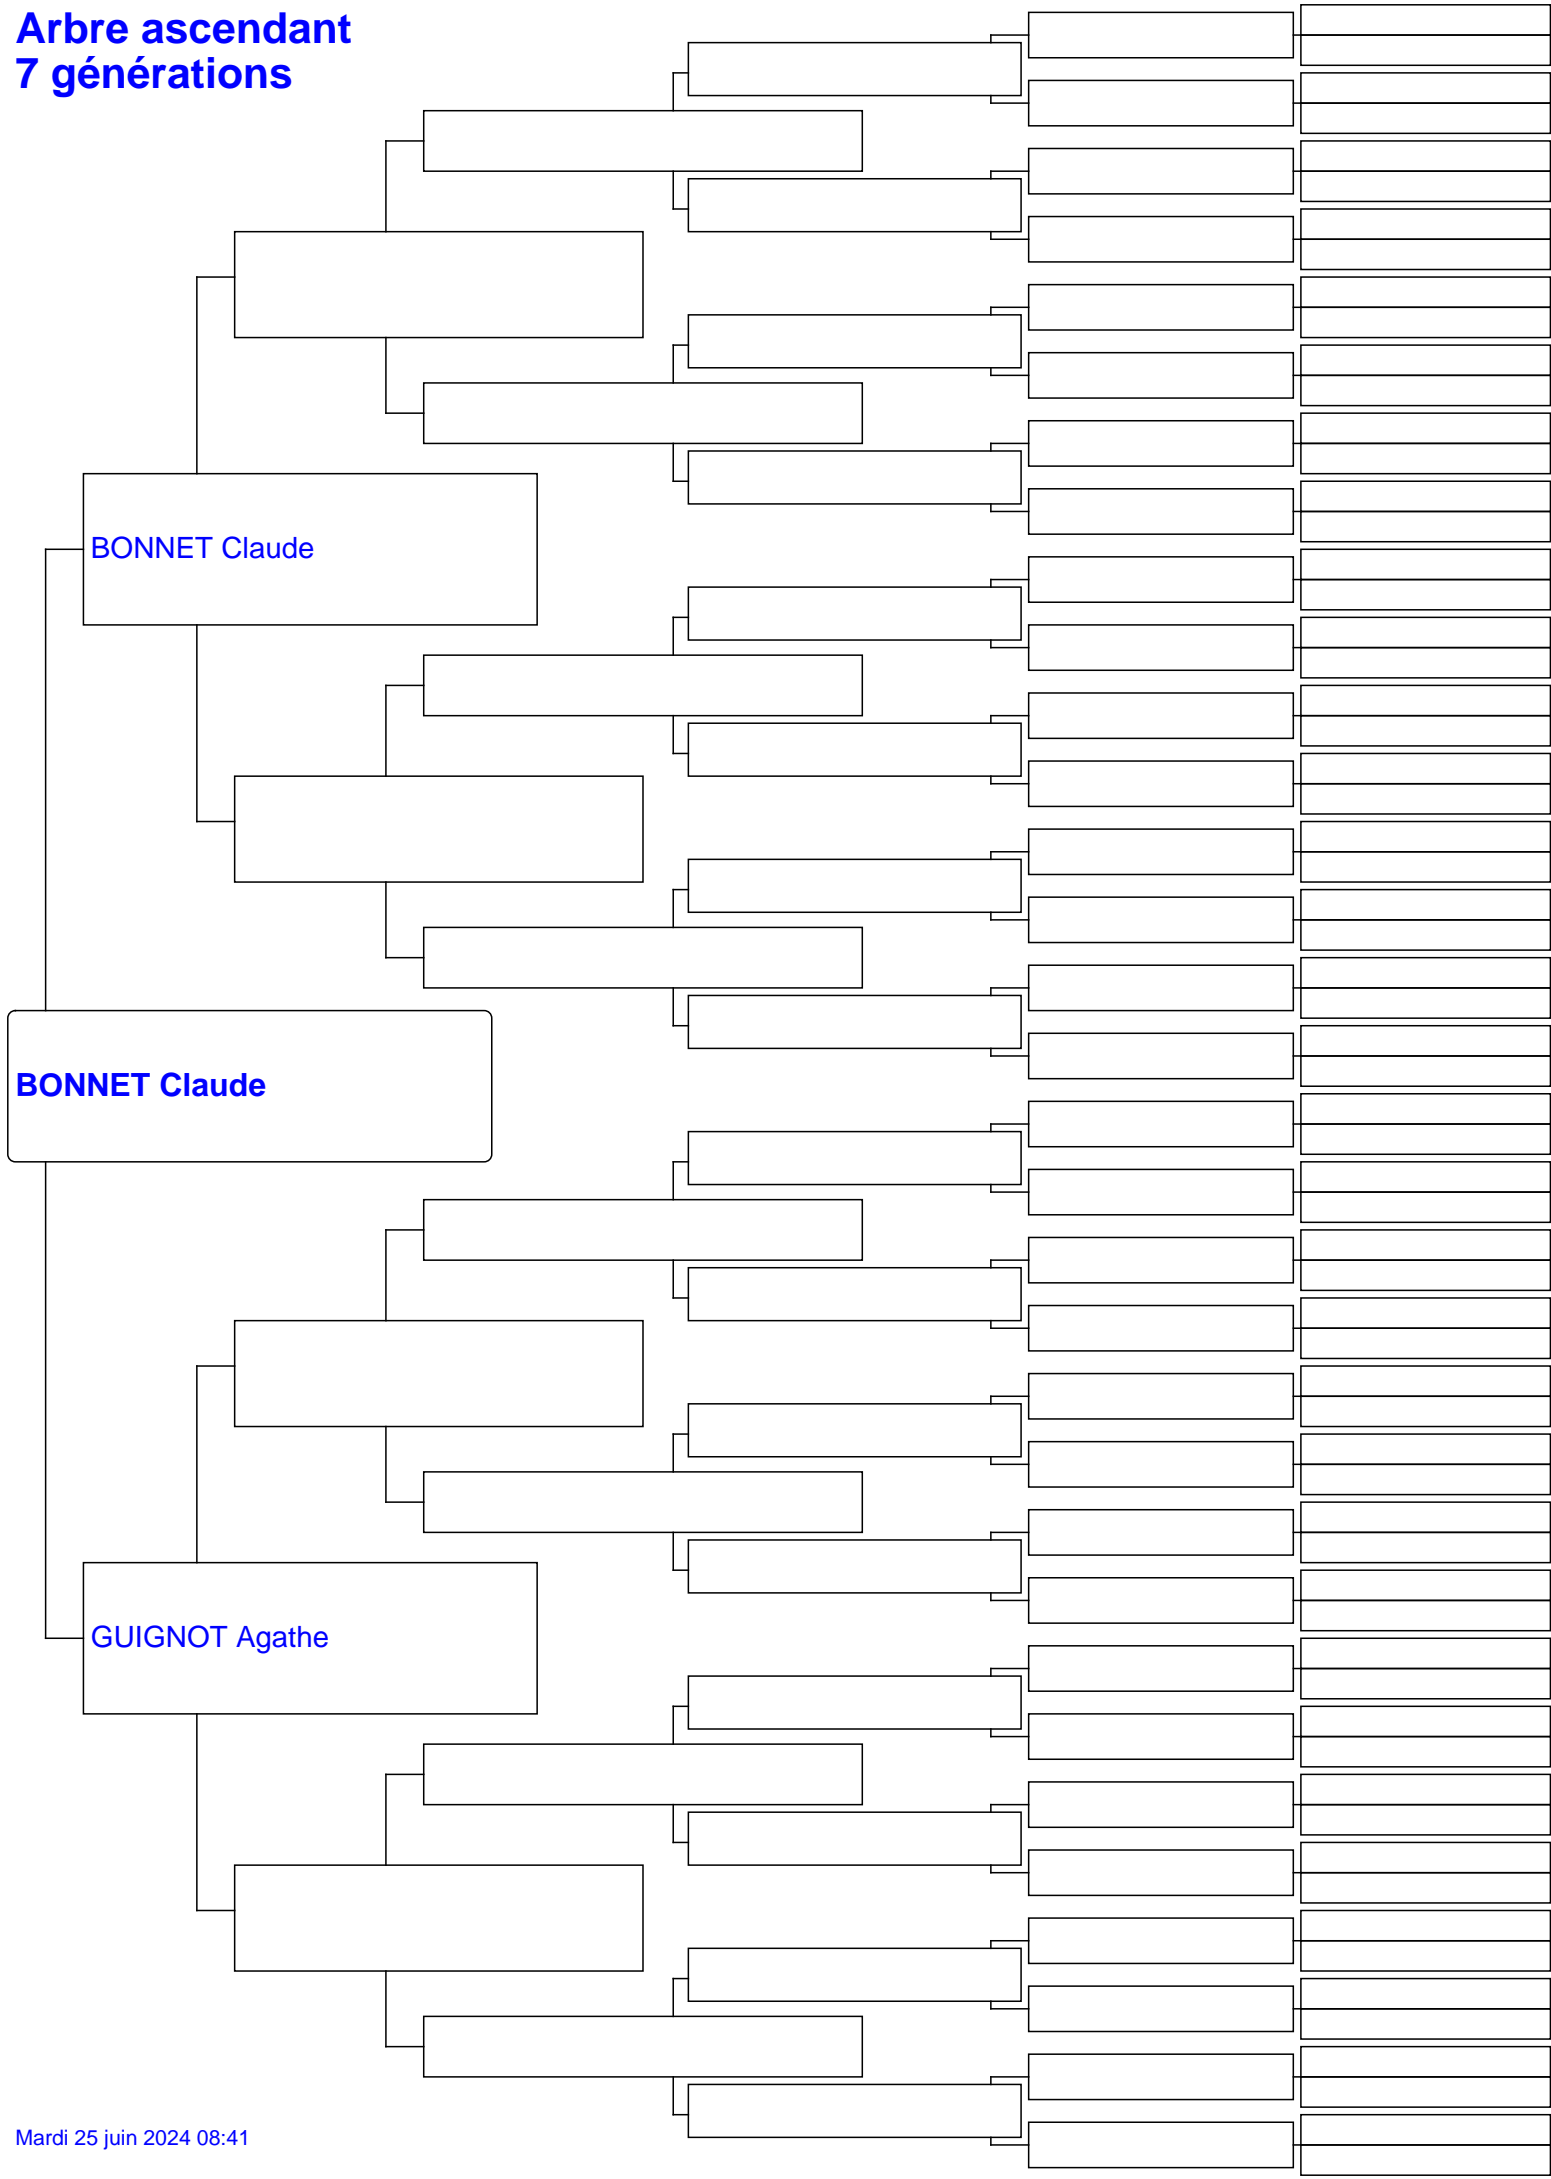 Arbre ascendant
7 générations
BONNET Claude
BONNET Claude
GUIGNOT Agathe
Mardi 25 juin 2024 08:41